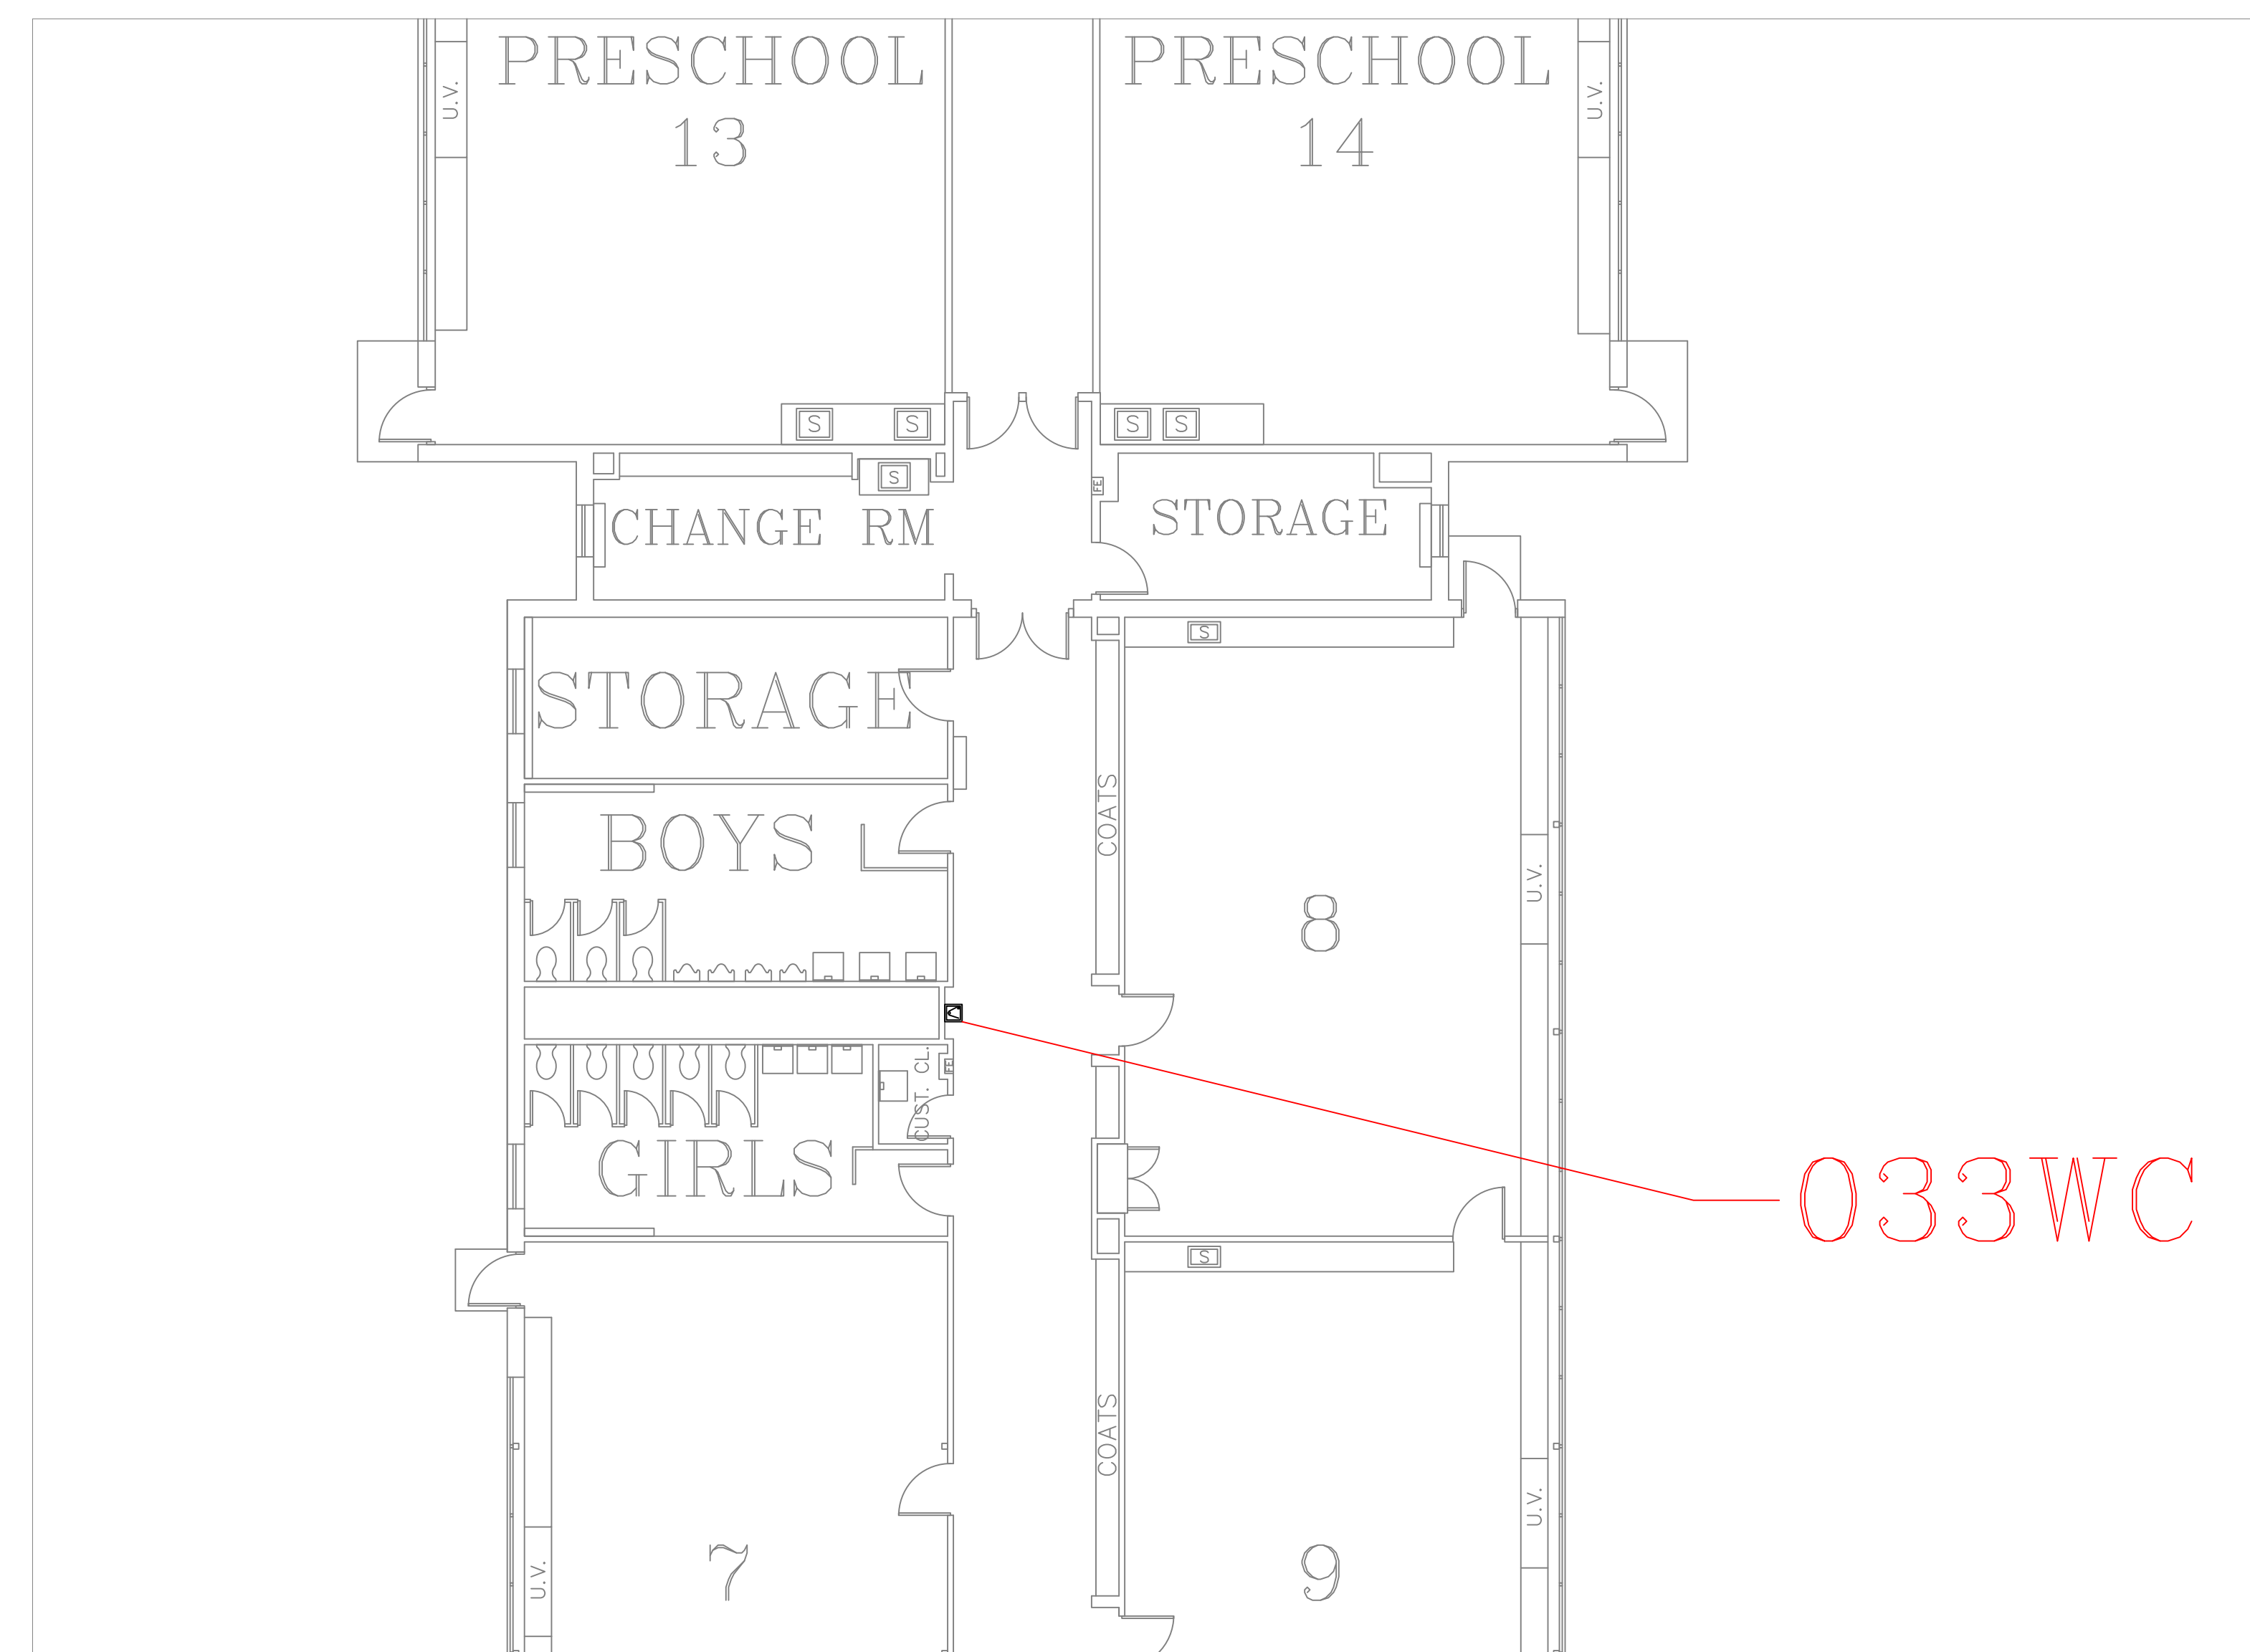 PRESCHOOL
13
PRESCHOOL
14
U.V.
U.V.
S
S
S
S
S
FE
CHANGE RM
STORAGE
S
STORAGE
COATS
BOYS
U.V.
8
CUST. CL.
FE
GIRLS
033WC
S
COATS
U.V.
7
9
U.V.